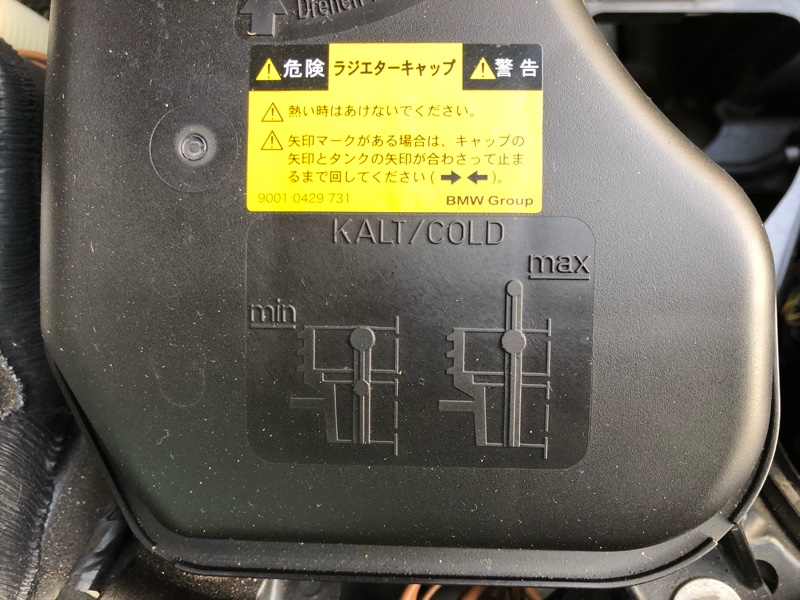 Drehen
危険 ラジエターキャップ 警告
熱い時はあけないでください。
矢印マークがある場合は、キャップの
矢印とタンクの矢印が合わさって止ま
るまで回してください (➡⬅)。
9001 0429 731 BMW Group
KALT/COLD
max
min